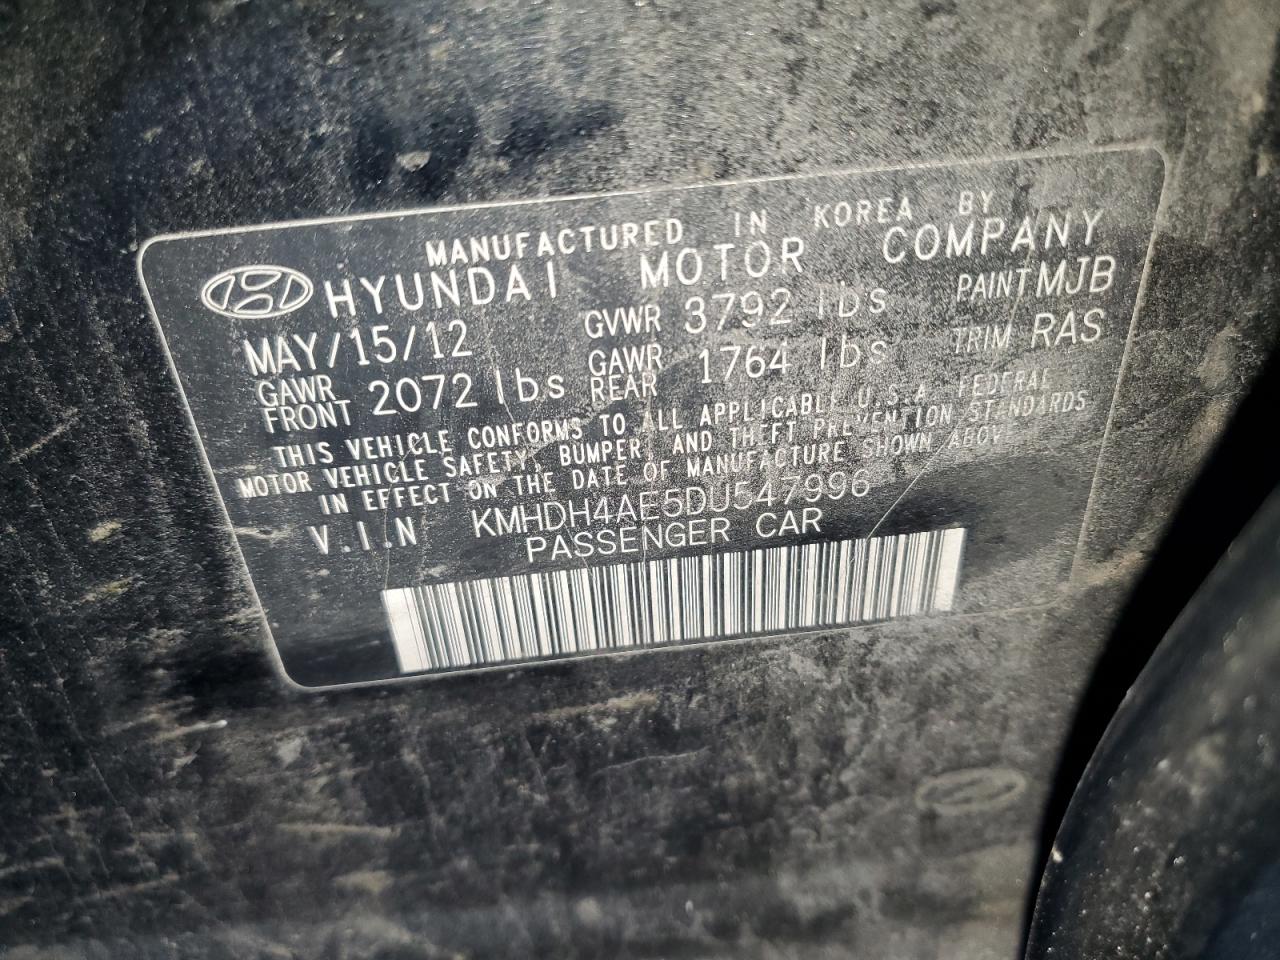 MANUFACTURED IN KOREA BY
HYUNDAI MOTOR COMPANY
MAY/15/12 GVWR 3792 lbs PAINT MJB
GAWR FRONT 2072 lbs GAWR REAR 1764 lbs TRIM RAS
THIS VEHICLE CONFORMS TO ALL APPLICABLE U.S.A FEDERAL
MOTOR VEHICLE SAFETY, BUMPER, AND THEFT PREVENTION STANDARDS
IN EFFECT ON THE DATE OF MANUFACTURE SHOWN ABOVE
V.I.N KMHDH4AE5DU547996
PASSENGER CAR